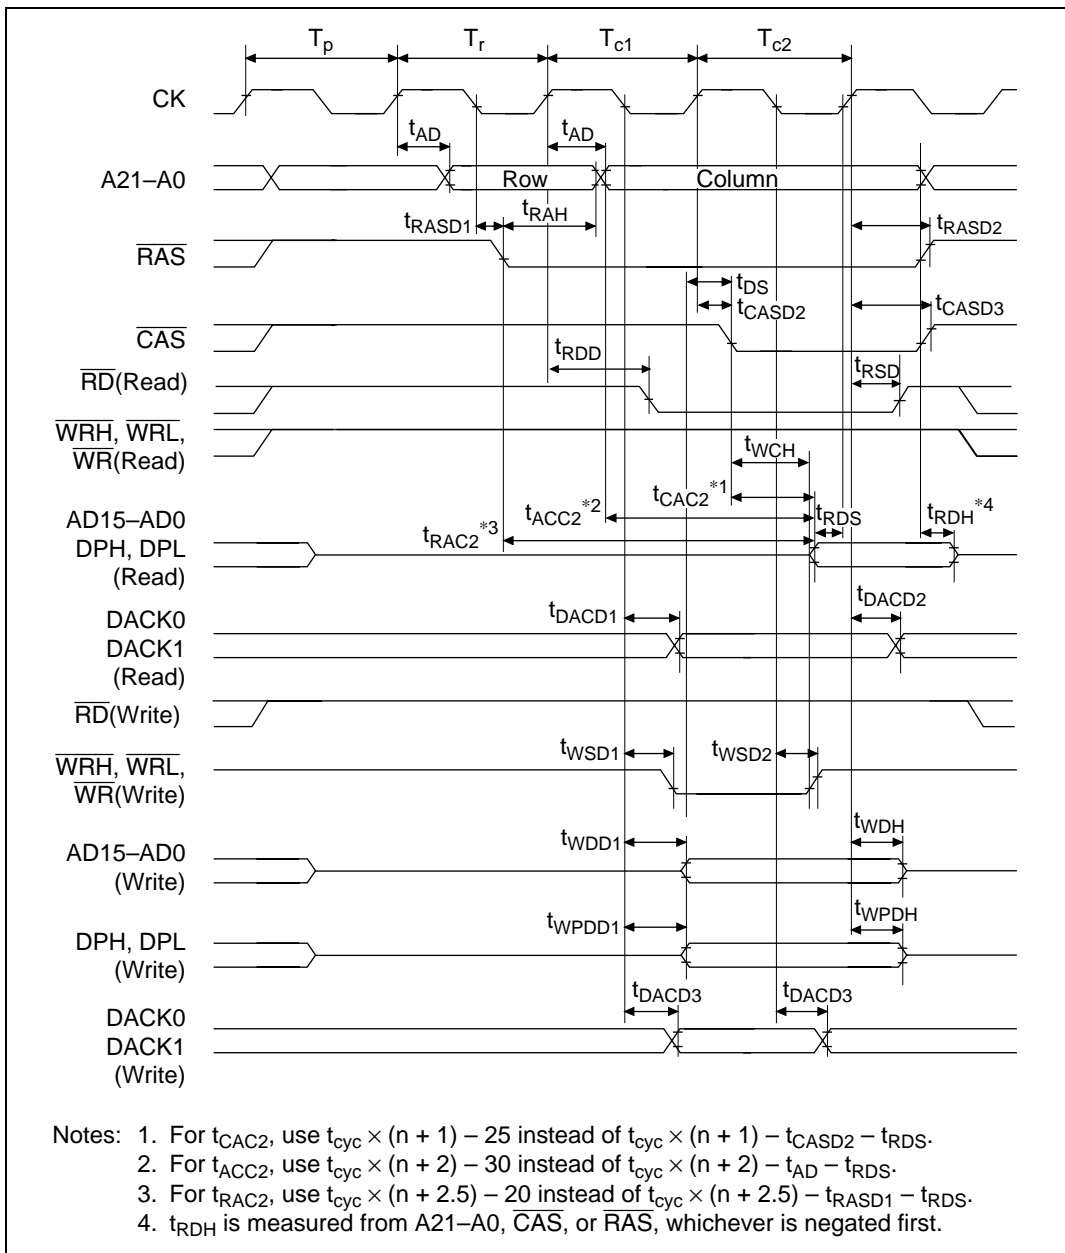 Tp Tr Tc1 Tc2
CK
tAD tAD
A21–A0 Row Column
tRASD1 tRAH tRASD2
RAS
tDS
tCASD2 tCASD3
CAS
tRDD tRSD
RD(Read)
WRH, WRL,
WR(Read)
tWCH
tCAC2*1
tACC2*2
AD15–AD0
tRDS tRDH*4
tRAC2*3
DPH, DPL
(Read)
DACK0
tDACD1 tDACD2
DACK1
(Read)
RD(Write)
tWSD1 tWSD2
WRH, WRL,
WR(Write)
tWDD1 tWDH
AD15–AD0
(Write)
tWPDD1 tWPDH
DPH, DPL
(Write)
tDACD3 tDACD3
DACK0
DACK1
(Write)
Notes: 1. For tCAC2, use tcyc × (n + 1) – 25 instead of tcyc × (n + 1) – tCASD2 – tRDS.
2. For tACC2, use tcyc × (n + 2) – 30 instead of tcyc × (n + 2) – tAD – tRDS.
3. For tRAC2, use tcyc × (n + 2.5) – 20 instead of tcyc × (n + 2.5) – tRASD1 – tRDS.
4. tRDH is measured from A21–A0, CAS, or RAS, whichever is negated first.